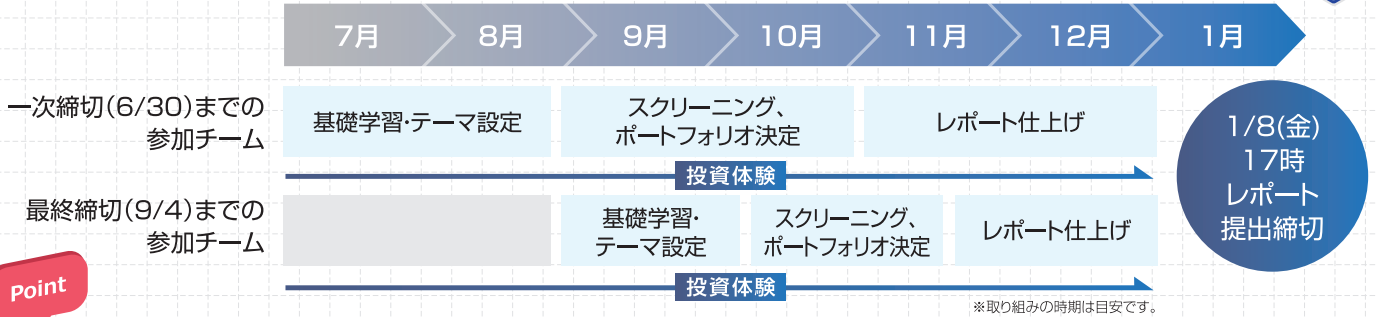 7月 8月 9月 10月 11月 12月 1月
一次締切(6/30)までの
参加チーム
基礎学習・テーマ設定
スクリーニング、
ポートフォリオ決定
レポート仕上げ
投資体験
最終締切(9/4)までの
参加チーム
基礎学習・
テーマ設定
スクリーニング、
ポートフォリオ決定
レポート仕上げ
投資体験
1/8(金)
17時
レポート
提出締切
※取り組みの時期は目安です。
Point